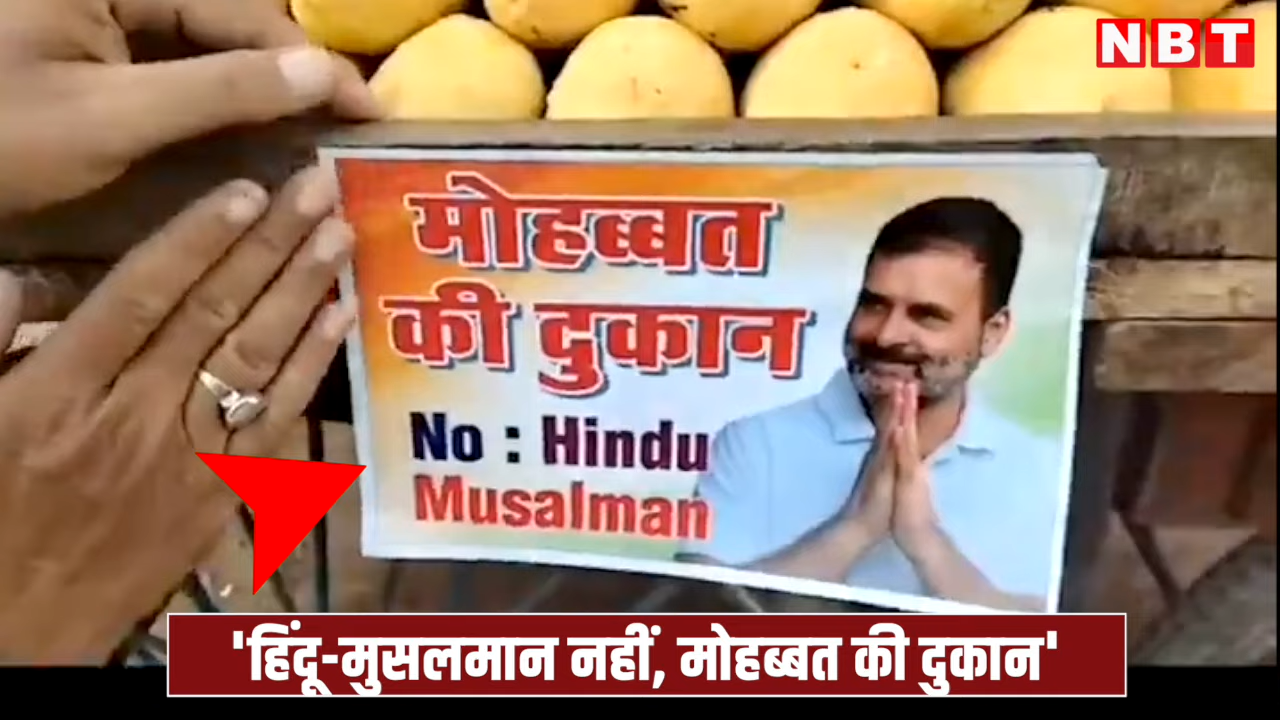 NBT
मोहब्बत
की दुकान
No : Hindu
Musalman
'हिंदू-मुसलमान नहीं, मोहब्बत की दुकान'